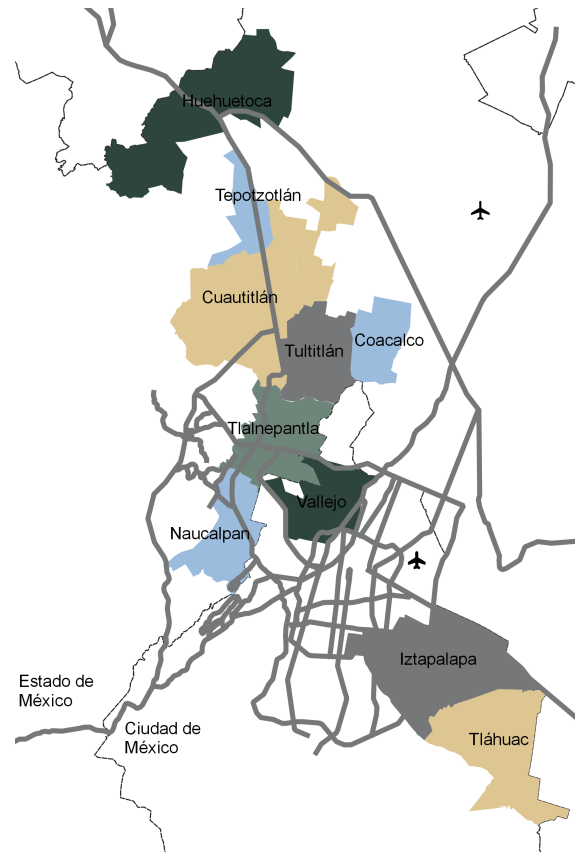 Huehuetoca
Tepotzotlán
Cuautitlán
Tultitlán
Coacalco
Tlalnepantla
Vallejo
Naucalpan
Iztapalapa
Estado de
México
Ciudad de
México
Tláhuac